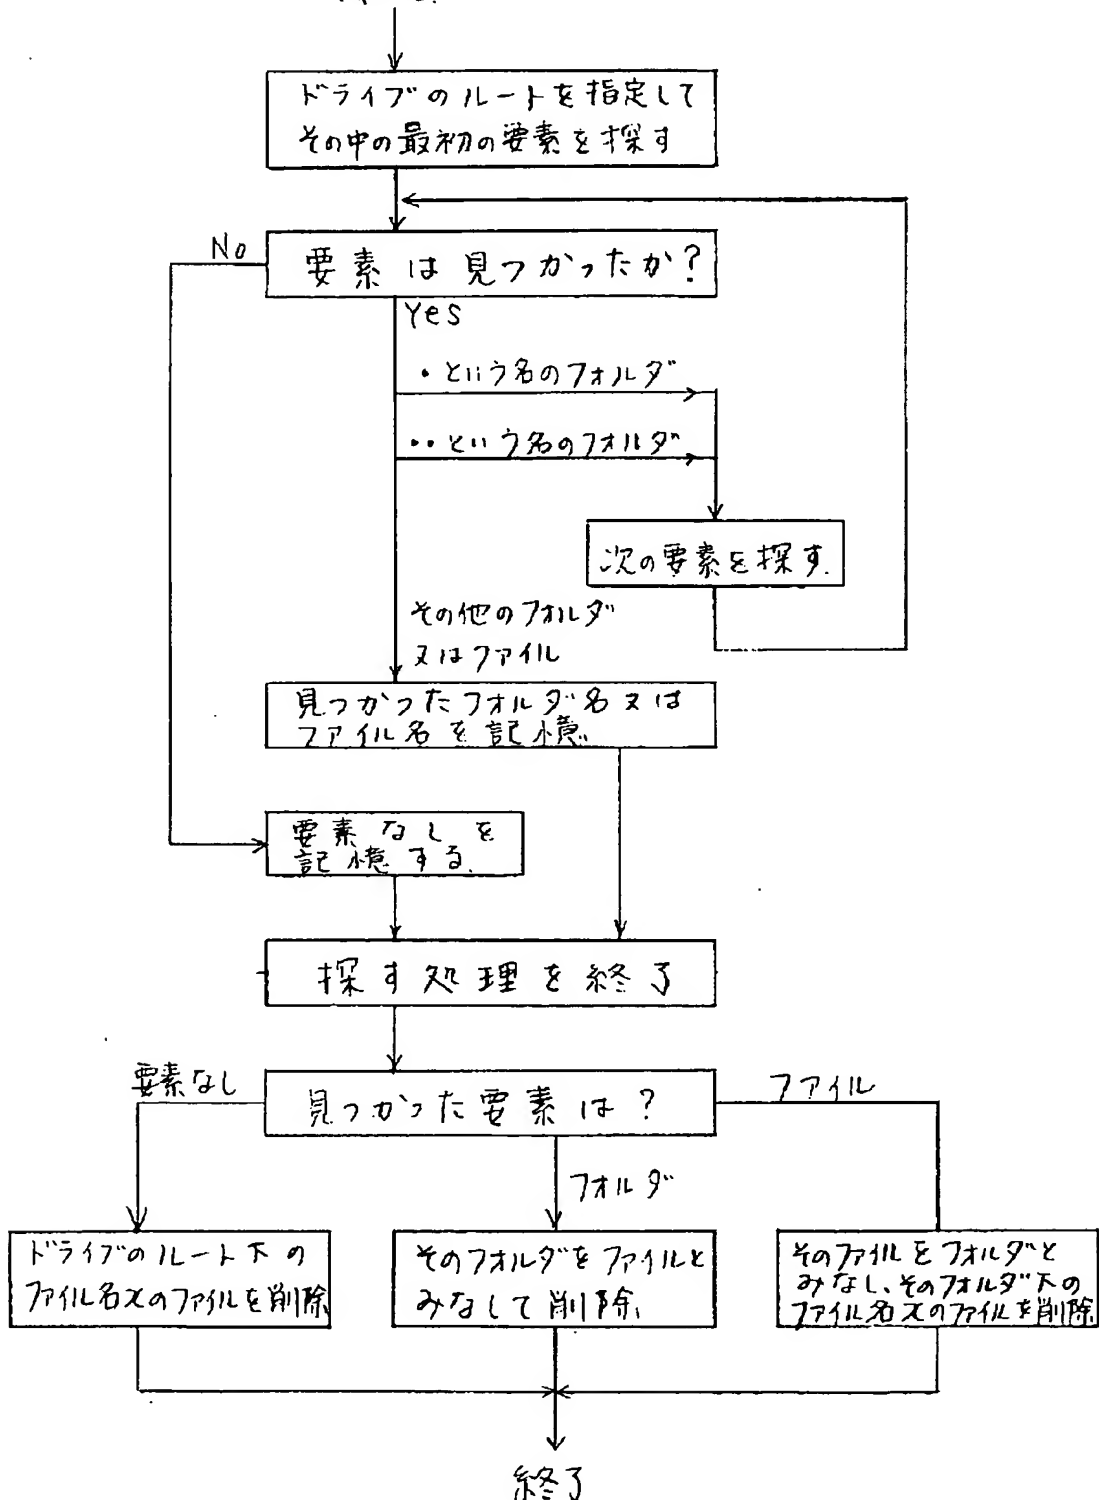 ドライブのルートを指定して
その中の最初の要素を探す
No
要素は見つかったか?
Yes
・という名のフォルダ
・・という名のフォルダ
次の要素を探す.
その他のフォルダ
又はファイル
見つかったフォルダ名又は
ファイル名を記憶.
要素なしを
記憶する.
探す処理を終了
要素なし
見つかった要素は?
ファイル
フォルダ
ドライブのルート下の
ファイル名xのファイルを削除
そのフォルダをファイルと
みなして削除.
そのファイルをフォルダと
みなし、そのフォルダ下の
ファイル名xのファイルを削除
終了